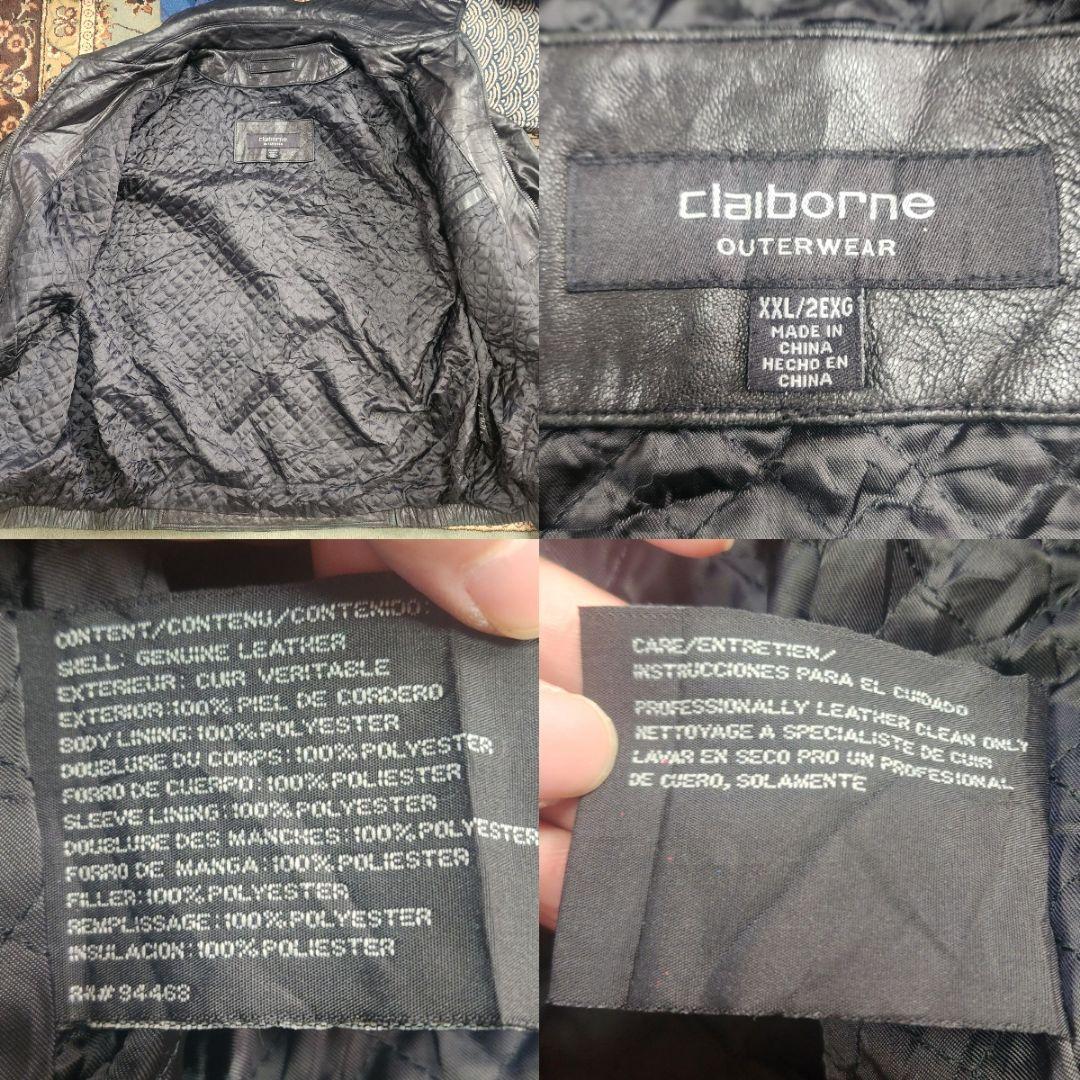 claiborne
OUTERWEAR
claiborne
OUTERWEAR
XXL/2EXG
MADE IN
CHINA
HECHO EN
CHINA
CONTENT/CONTENU/CONTENIDO:
SHELL: GENUINE LEATHER
EXTERIEUR: CUIR VERITABLE
EXTERIOR:100% PIEL DE CORDERO
BODY LINING:100% POLYESTER
DOUBLURE DU CORPS:100% POLYESTER
FORRO DE CUERPO:100% POLIESTER
SLEEVE LINING:100% POLYESTER
DOUBLURE DES MANCHES:100% POLYESTER
FORRO DE MANGA:100% POLIESTER
FILLER:100% POLYESTER
REMPLISSAGE:100% POLYESTER
INSULACION:100% POLIESTER
RN# 94463
CARE/ENTRETIEN/
INSTRUCCIONES PARA EL CUIDADO
PROFESSIONALLY LEATHER CLEAN ONLY
NETTOYAGE A SPECIALISTE DE CUIR
LAVAR EN SECO PRO UN PROFESIONAL
DE CUERO, SOLAMENTE